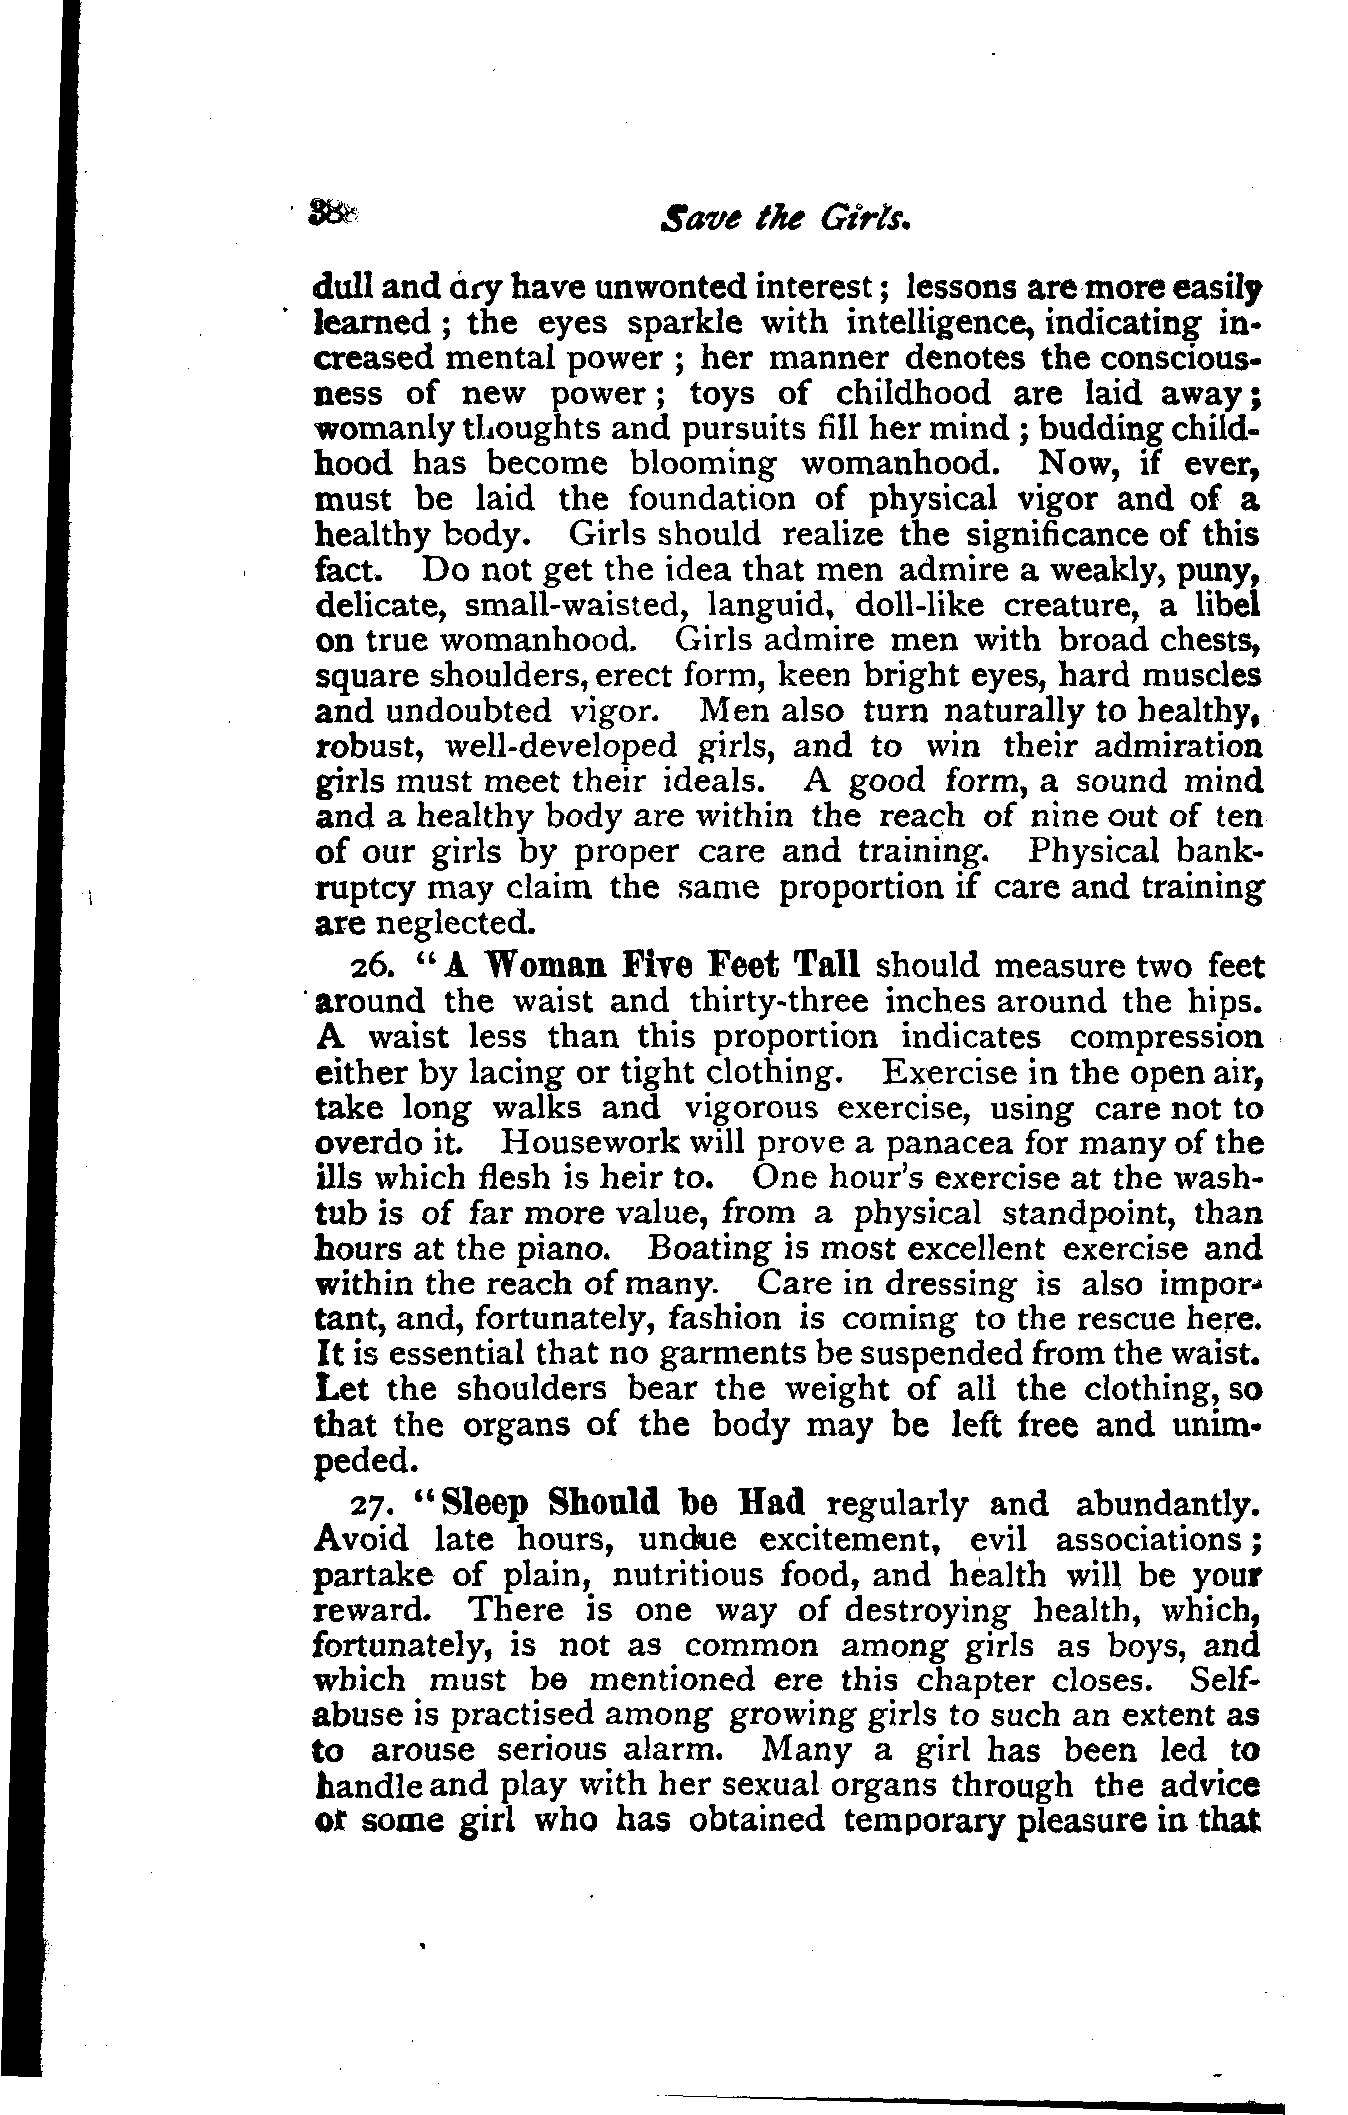 38
Save the Girls.
dull and dry have unwonted interest; lessons are more easily
learned; the eyes sparkle with intelligence, indicating in-
creased mental power; her manner denotes the conscious-
ness of new power; toys of childhood are laid away;
womanly thoughts and pursuits fill her mind; budding child-
hood has become blooming womanhood. Now, if ever,
must be laid the foundation of physical vigor and of a
healthy body. Girls should realize the significance of this
fact. Do not get the idea that men admire a weakly, puny,
delicate, small-waisted, languid, doll-like creature, a libel
on true womanhood. Girls admire men with broad chests,
square shoulders, erect form, keen bright eyes, hard muscles
and undoubted vigor. Men also turn naturally to healthy,
robust, well-developed girls, and to win their admiration
girls must meet their ideals. A good form, a sound mind
and a healthy body are within the reach of nine out of ten
of our girls by proper care and training. Physical bank-
ruptcy may claim the same proportion if care and training
are neglected.
26. "A Woman Five Feet Tall should measure two feet
around the waist and thirty-three inches around the hips.
A waist less than this proportion indicates compression
either by lacing or tight clothing. Exercise in the open air,
take long walks and vigorous exercise, using care not to
overdo it. Housework will prove a panacea for many of the
ills which flesh is heir to. One hour's exercise at the wash-
tub is of far more value, from a physical standpoint, than
hours at the piano. Boating is most excellent exercise and
within the reach of many. Care in dressing is also impor-
tant, and, fortunately, fashion is coming to the rescue here.
It is essential that no garments be suspended from the waist.
Let the shoulders bear the weight of all the clothing, so
that the organs of the body may be left free and unim-
peded.
27. "Sleep Should be Had regularly and abundantly.
Avoid late hours, undue excitement, evil associations;
partake of plain, nutritious food, and health will be your
reward. There is one way of destroying health, which,
fortunately, is not as common among girls as boys, and
which must be mentioned ere this chapter closes. Self-
abuse is practised among growing girls to such an extent as
to arouse serious alarm. Many a girl has been led to
handle and play with her sexual organs through the advice
of some girl who has obtained temporary pleasure in that